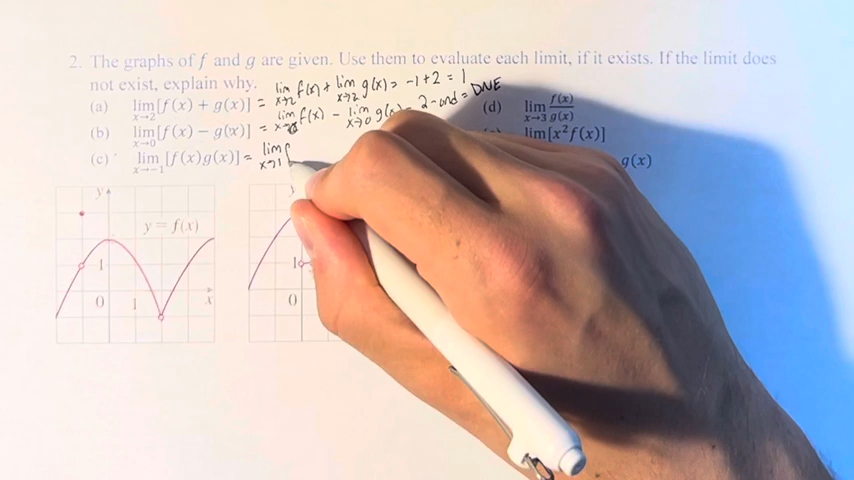 2. The graphs of f and g are given. Use them to evaluate each limit, if it exists. If the limit does
not exist, explain why.
(a) lim x→2 [f(x) + g(x)] = lim x→2 f(x) + lim x→2 g(x) = -1+2 = 1
(b) lim x→0 [f(x) − g(x)] = lim f(x) - lim x→0 g(x) = 2-and = DNE
(c) lim x→−1 [f(x)g(x)] = lim x→1 f
(d) lim x→3 f(x)/g(x)
lim[x²f(x)]
g(x)
y
y = f(x)
1
0
1
x
1
0